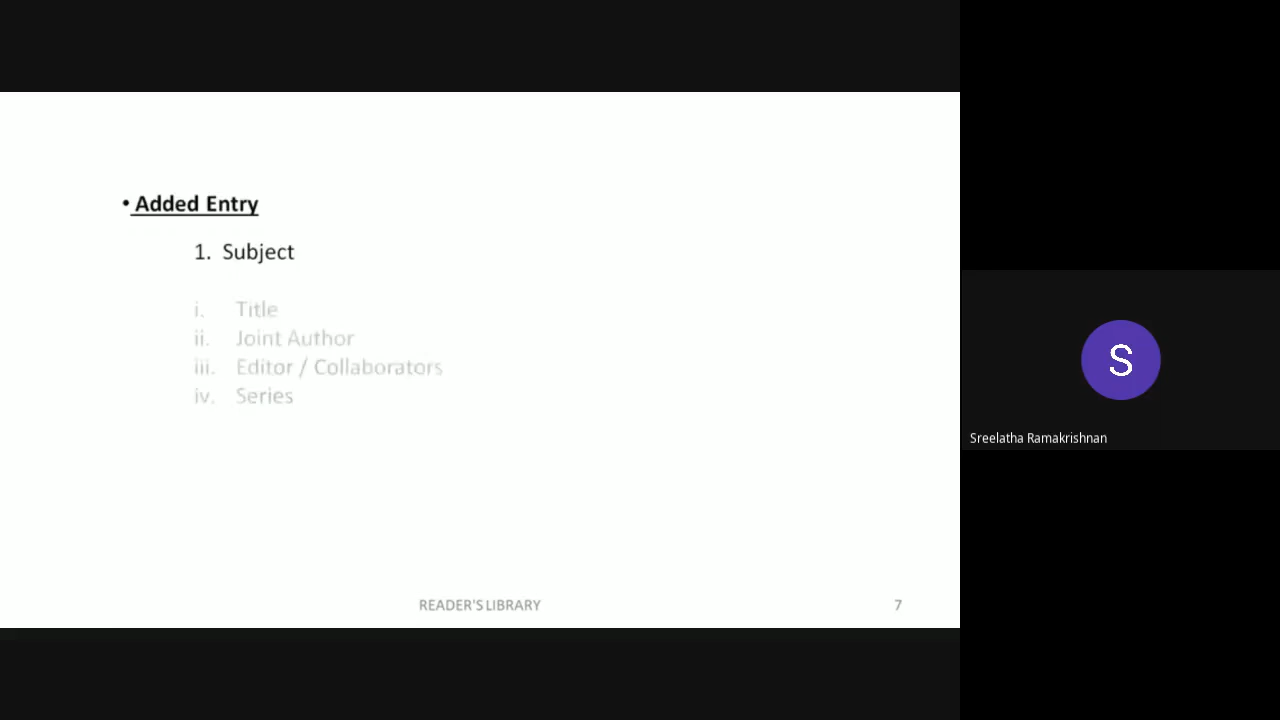 • Added Entry
1. Subject
i. Title
ii. Joint Author
iii. Editor / Collaborators
iv. Series
READER'S LIBRARY
7
S
Sreelatha Ramakrishnan